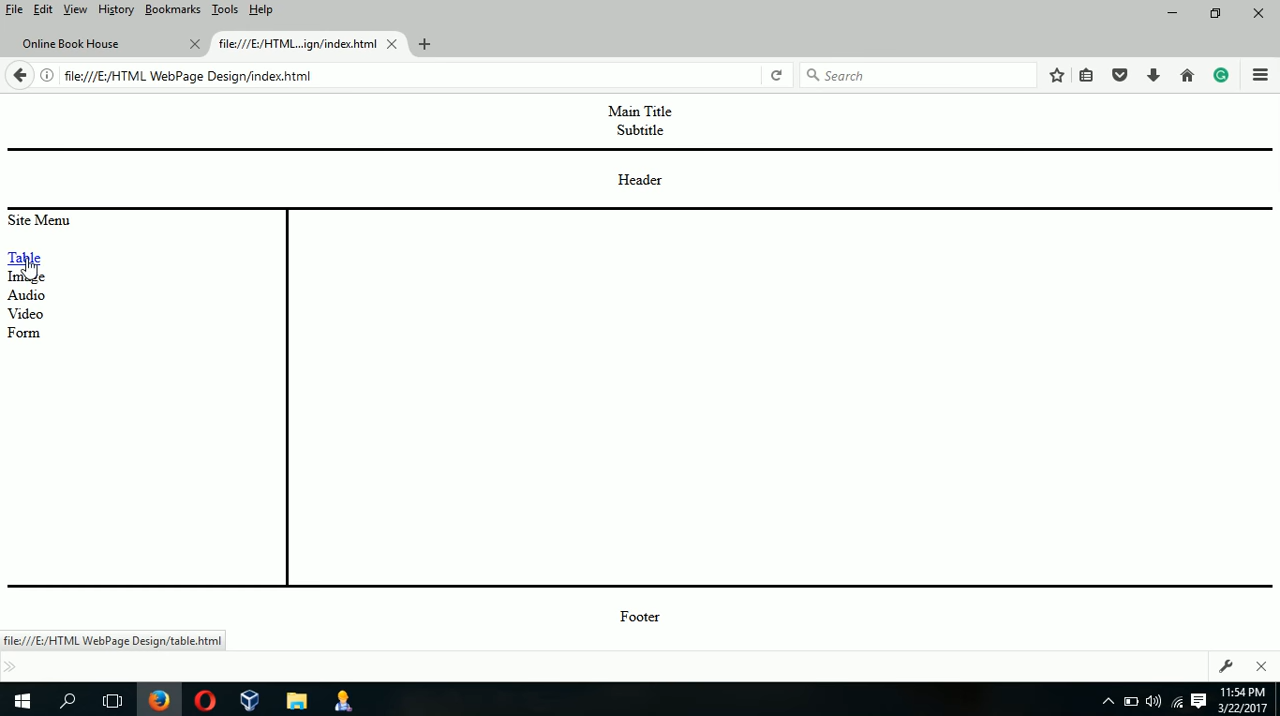 File Edit View History Bookmarks Tools Help
Online Book House
file:///E:/HTML...ign/index.html
file:///E:/HTML WebPage Design/index.html
Search
Main Title
Subtitle
Header
Site Menu
Table
Image
Audio
Video
Form
Footer
file:///E:/HTML WebPage Design/table.html
11:54 PM
3/22/2017